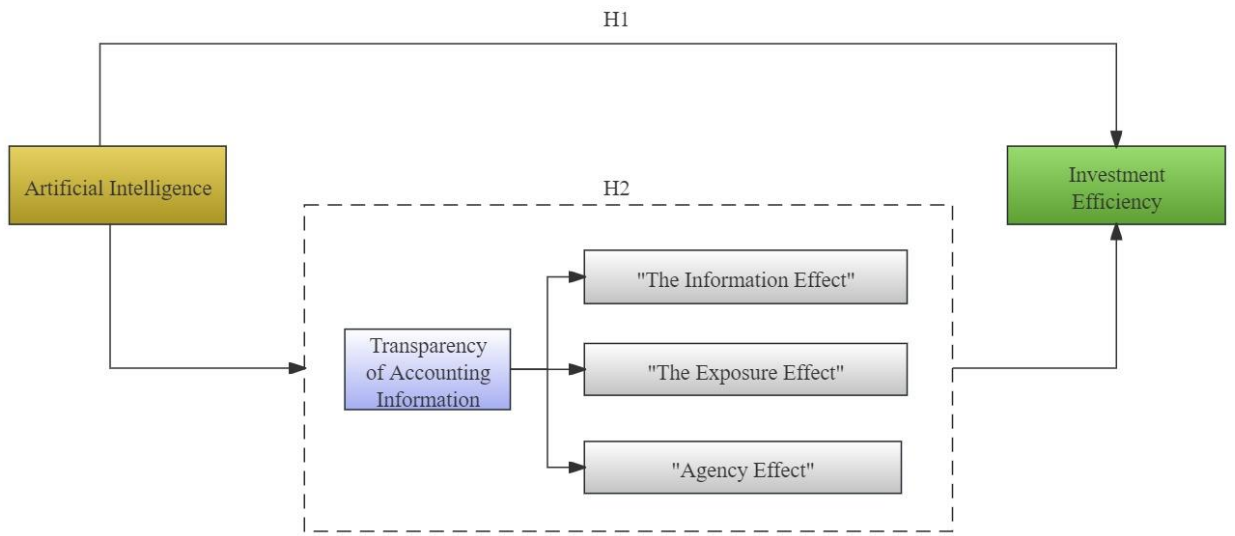 H1
Artificial Intelligence
Investment
Efficiency
H2
"The Information Effect"
Transparency
of Accounting
Information
"The Exposure Effect"
"Agency Effect"